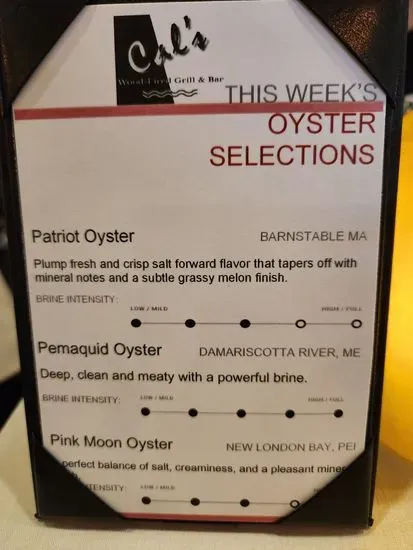 Cal's
Wood-Fired Grill & Bar
THIS WEEK'S
OYSTER
SELECTIONS
Patriot Oyster BARNSTABLE MA
Plump fresh and crisp salt forward flavor that tapers off with
mineral notes and a subtle grassy melon finish.
BRINE INTENSITY: LOW / MILD HIGH / FULL
Pemaquid Oyster DAMARISCOTTA RIVER, ME
Deep, clean and meaty with a powerful brine.
BRINE INTENSITY: LOW / MILD HIGH / FULL
Pink Moon Oyster NEW LONDON BAY, PEI
perfect balance of salt, creaminess, and a pleasant
TENSITY: LOW / MILD